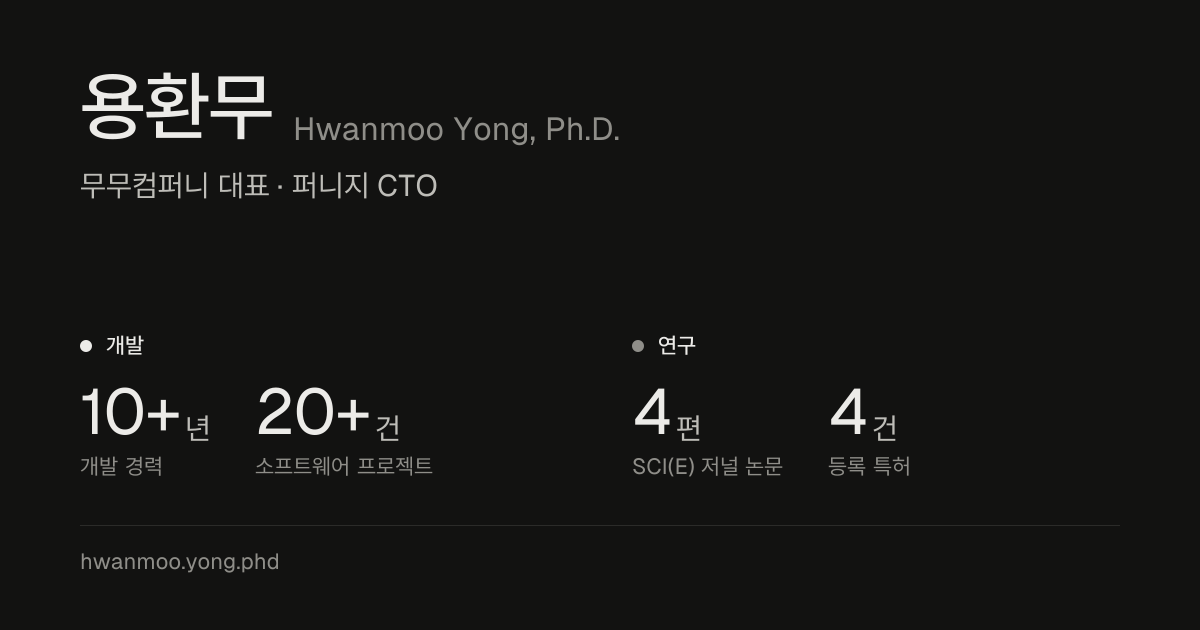 용환무 Hwanmoo Yong, Ph.D.
무무컴퍼니 대표 · 퍼니지 CTO
개발
10+년
개발 경력
20+건
소프트웨어 프로젝트
연구
4편
SCI(E) 저널 논문
4건
등록 특허
hwanmoo.yong.phd